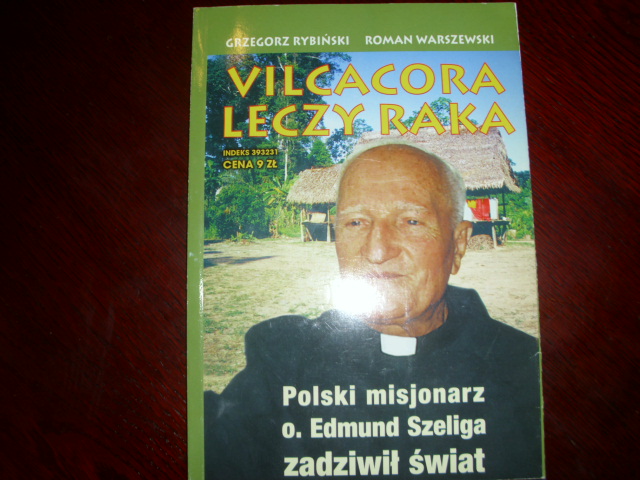 GRZEGORZ RYBIŃSKI ROMAN WARSZEWSKI
VILCACORA
LECZY RAKA
INDEKS 393231
CENA 9 ZŁ
Polski misjonarz
o. Edmund Szeliga
zadziwił świat